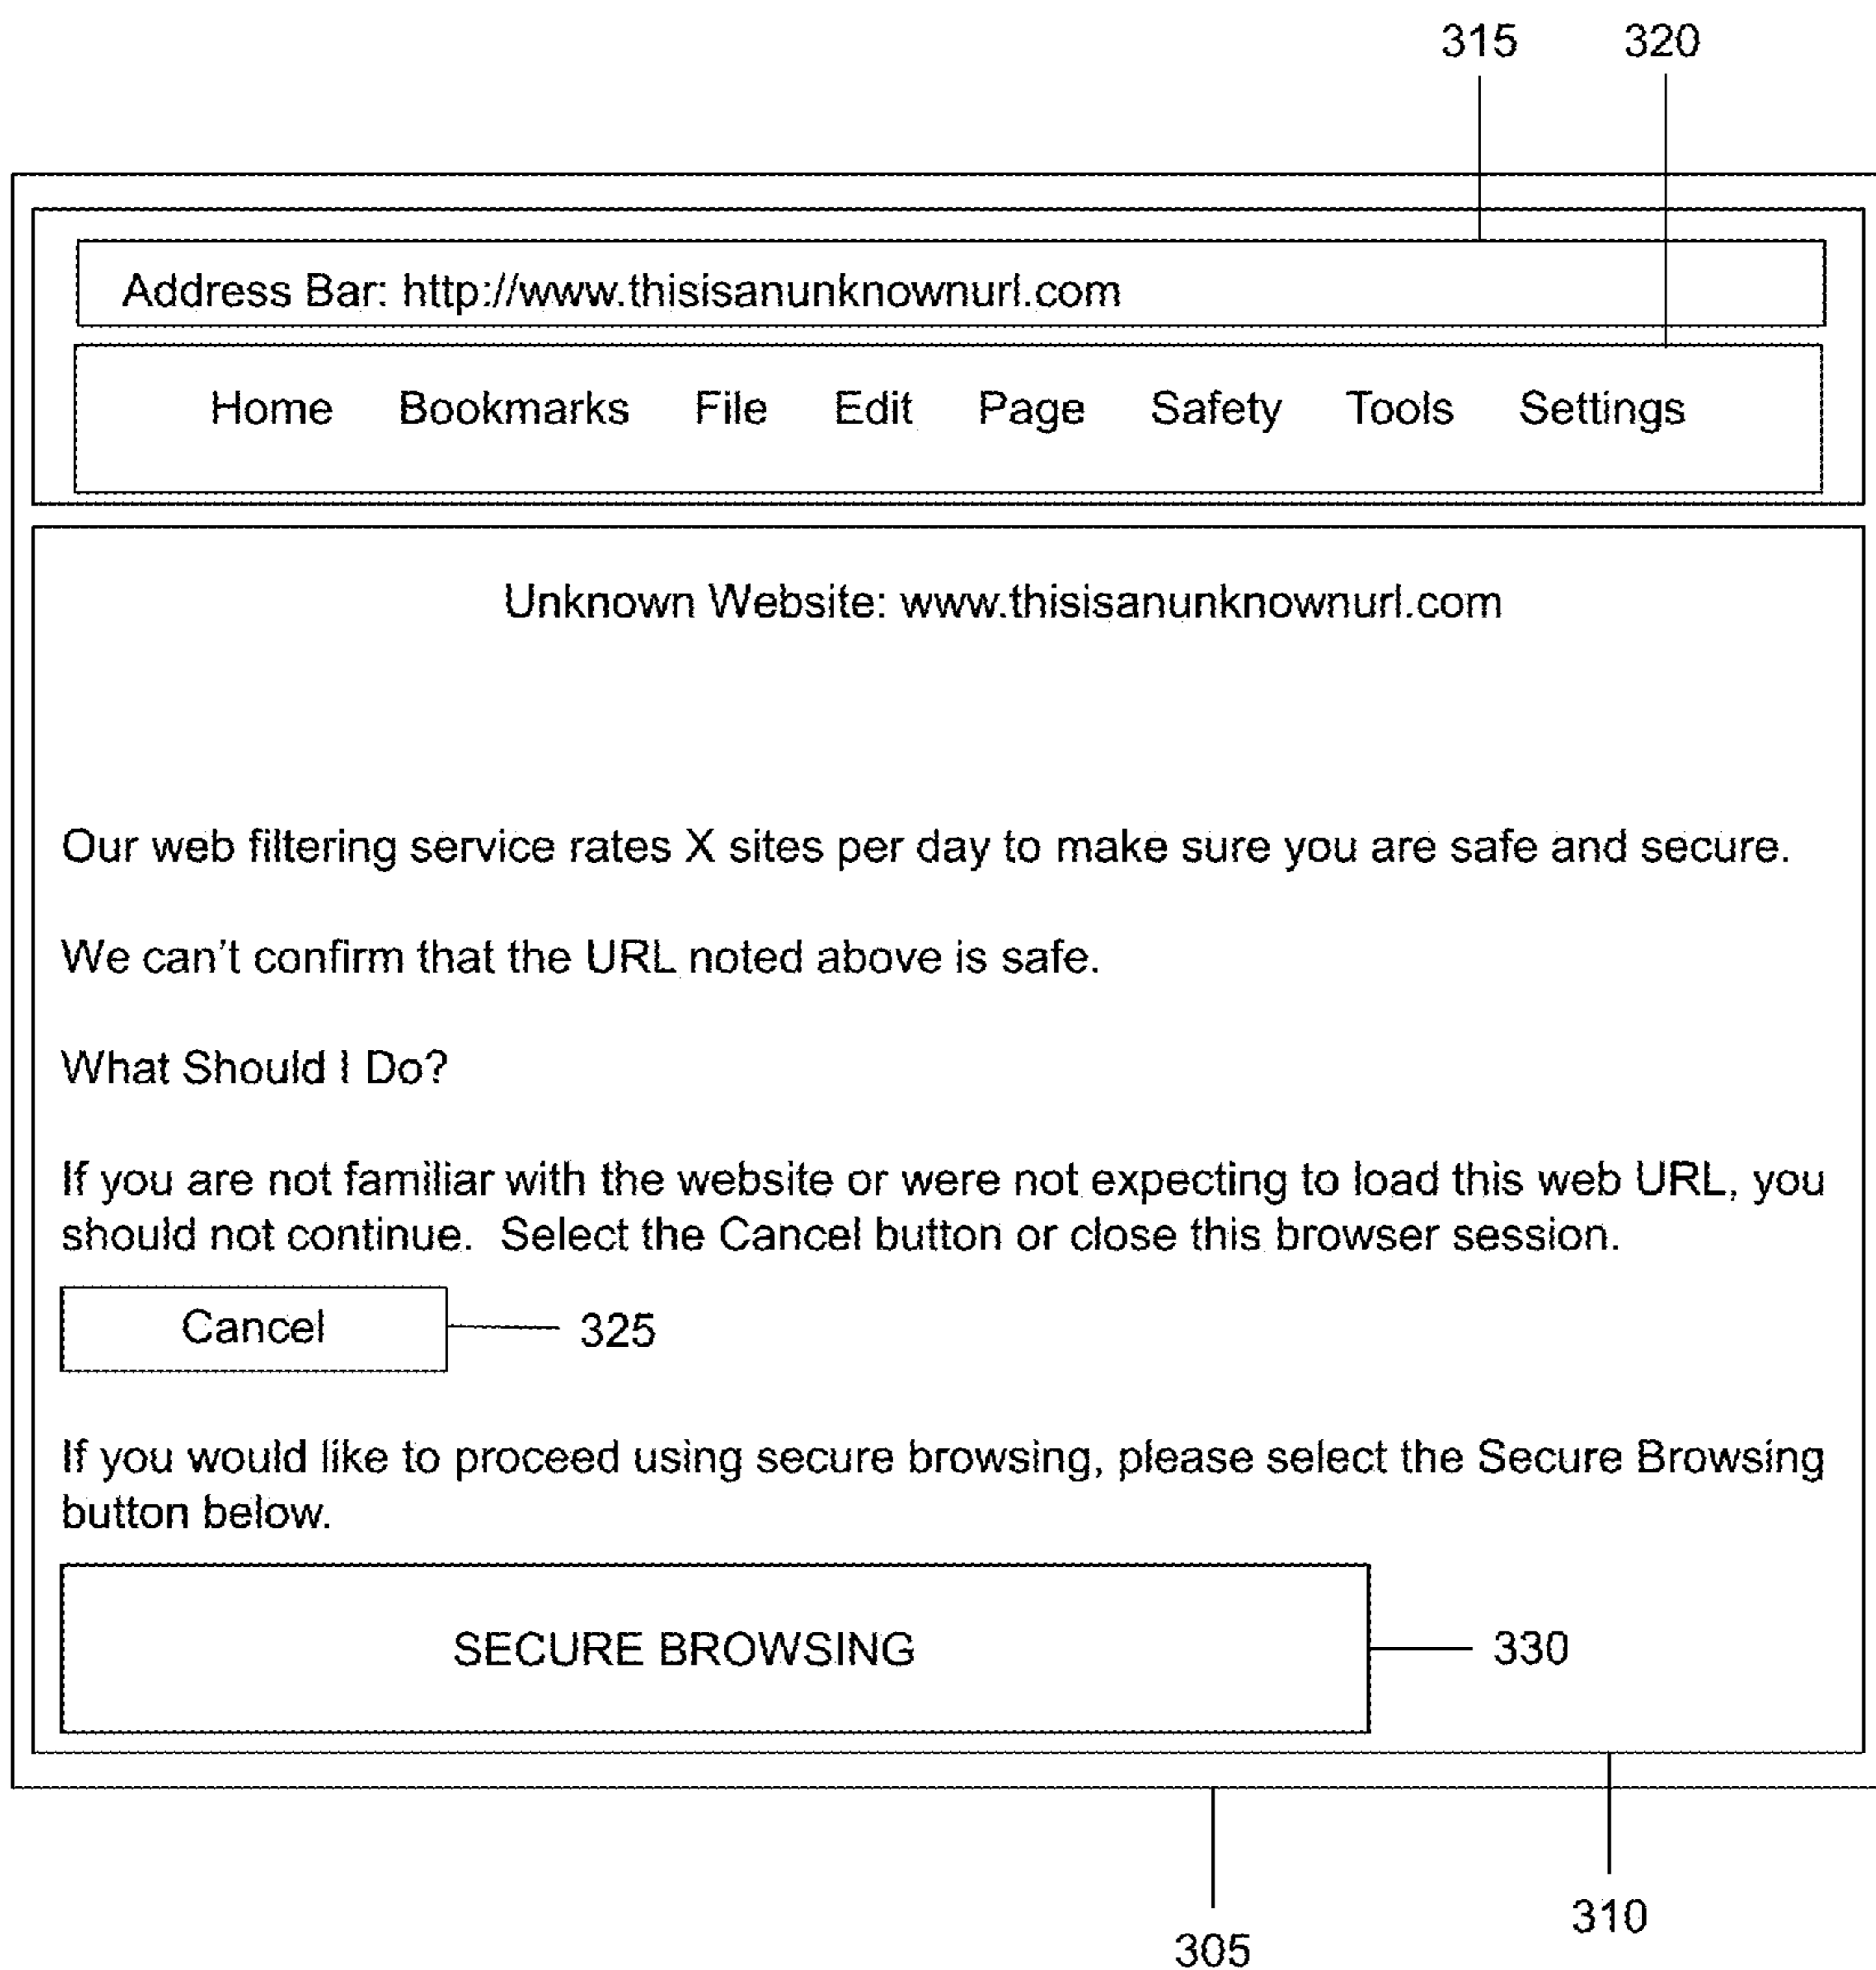 315 320
Address Bar: http://www.thisisanunknownurl.com
Home Bookmarks File Edit Page Safety Tools Settings
Unknown Website: www.thisisanunknownurl.com
Our web filtering service rates X sites per day to make sure you are safe and secure.
We can't confirm that the URL noted above is safe.
What Should I Do?
If you are not familiar with the website or were not expecting to load this web URL, you
should not continue. Select the Cancel button or close this browser session.
Cancel 325
If you would like to proceed using secure browsing, please select the Secure Browsing
button below.
SECURE BROWSING 330
310
305